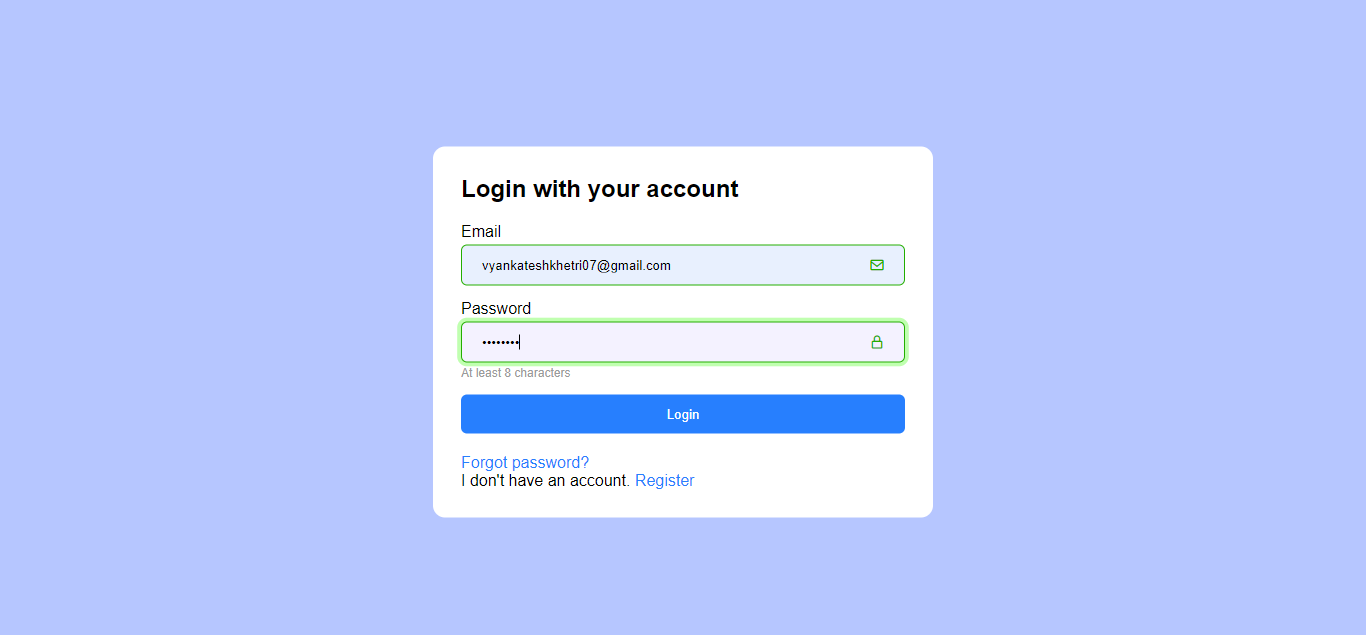 Login with your account
Email
vyankateshkhetri07@gmail.com
Password
••••••••
At least 8 characters
Login
Forgot password?
I don't have an account. Register